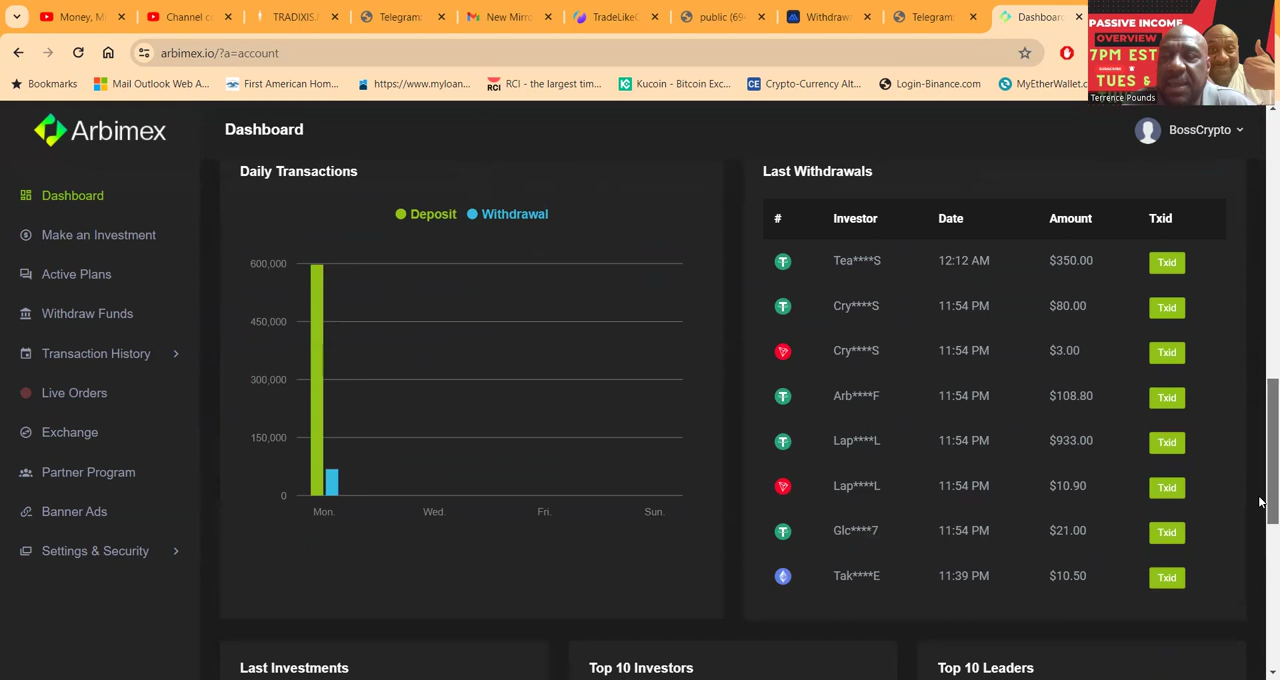 Money, M
Channel c
TRADIXIS.
Telegram:
New Mirro
TradeLike
public (69
Withdraw
Telegram:
Dashboard
arbimex.io/?a=account
Bookmarks
Mail Outlook Web A...
First American Hom...
https://www.myloan...
RCI
RCI - the largest tim...
Kucoin - Bitcoin Exc...
CE
Crypto-Currency Alt...
Login-Binance.com
MyEtherWallet.c
PASSIVE INCOME
OVERVIEW
7PM EST
TUES &
Terrence Pounds
Arbimex
Dashboard
BossCrypto
Dashboard
Make an Investment
Active Plans
Withdraw Funds
Transaction History
Live Orders
Exchange
Partner Program
Banner Ads
Settings & Security
Daily Transactions
Deposit Withdrawal
600,000
450,000
300,000
150,000
0
Mon. Wed. Fri. Sun.
Last Withdrawals
# Investor Date Amount Txid
Tea****S 12:12 AM $350.00 Txid
Cry****S 11:54 PM $80.00 Txid
Cry****S 11:54 PM $3.00 Txid
Arb****F 11:54 PM $108.80 Txid
Lap****L 11:54 PM $933.00 Txid
Lap****L 11:54 PM $10.90 Txid
Glc****7 11:54 PM $21.00 Txid
Tak****E 11:39 PM $10.50 Txid
Last Investments
Top 10 Investors
Top 10 Leaders